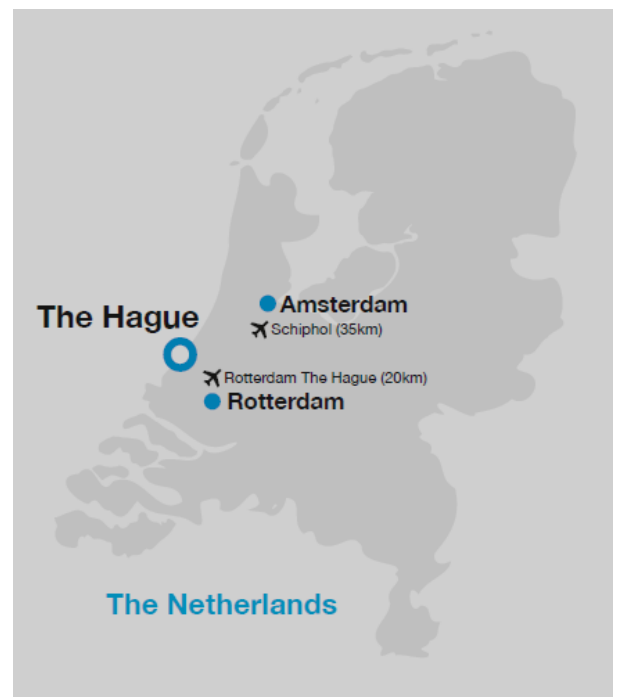 Amsterdam
The Hague
Schiphol (35km)
Rotterdam The Hague (20km)
Rotterdam
The Netherlands